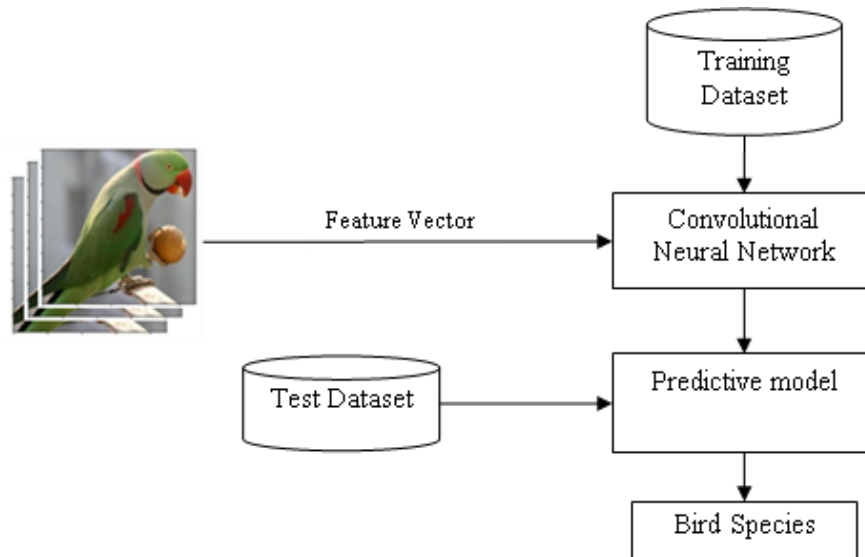 Training
Dataset
Feature Vector
Convolutional
Neural Network
Test Dataset
Predictive model
Bird Species